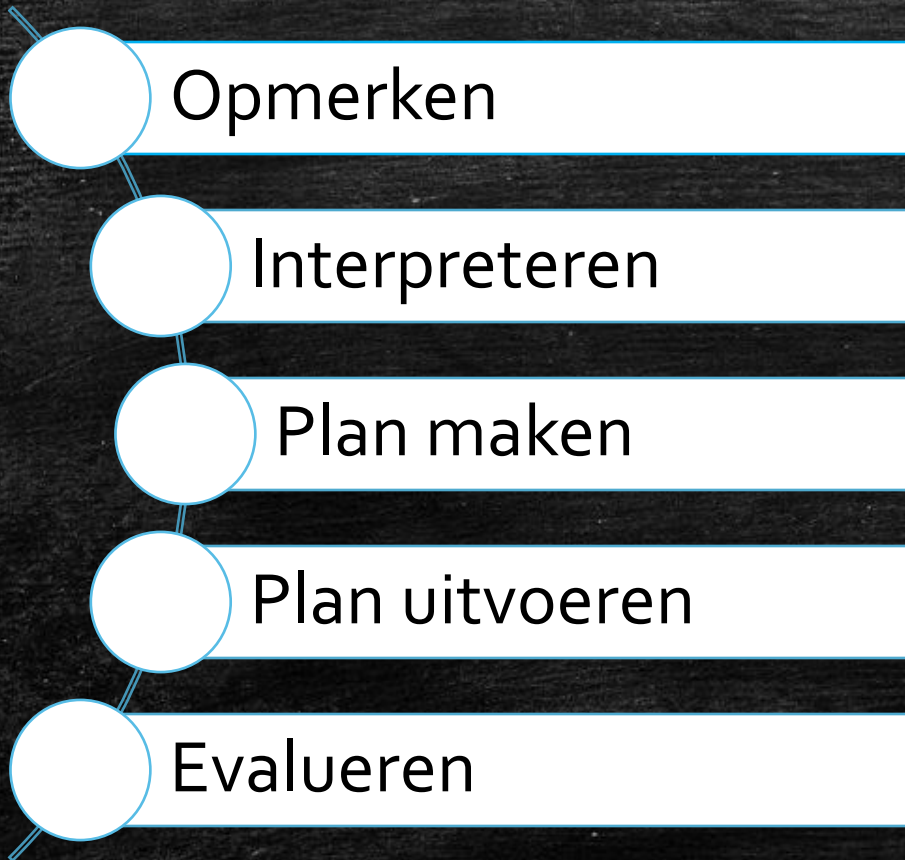 Opmerken
Interpreteren
Plan maken
Plan uitvoeren
Evalueren